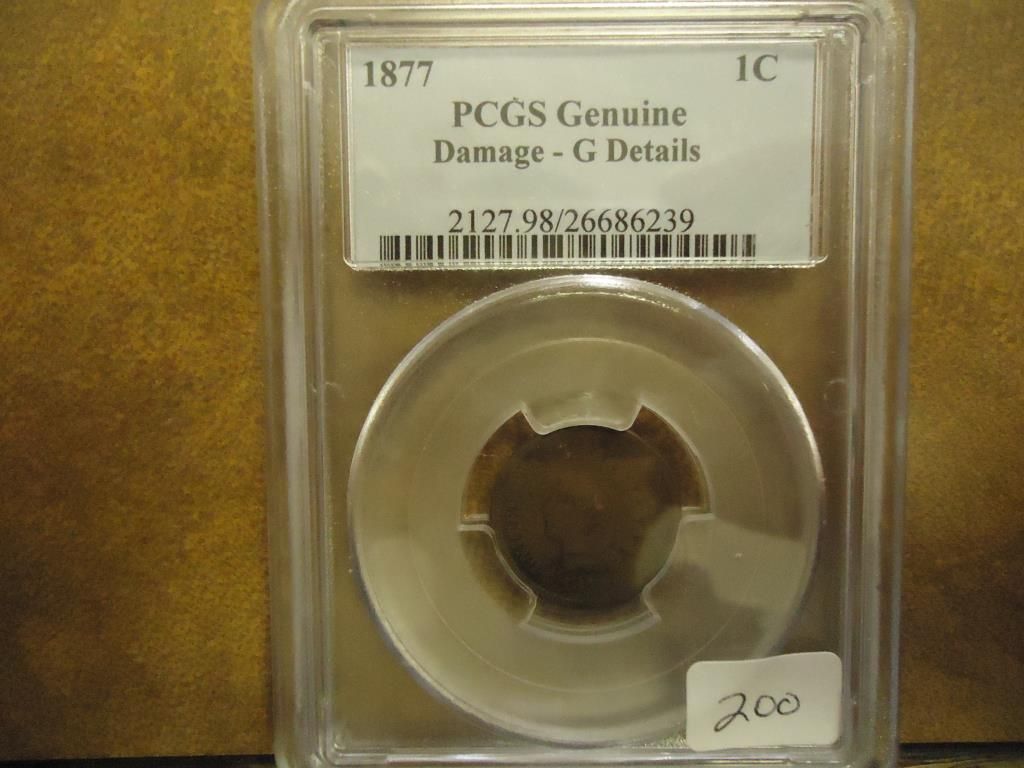 1877 1C
PCGS Genuine
Damage - G Details
2127.98/26686239
200